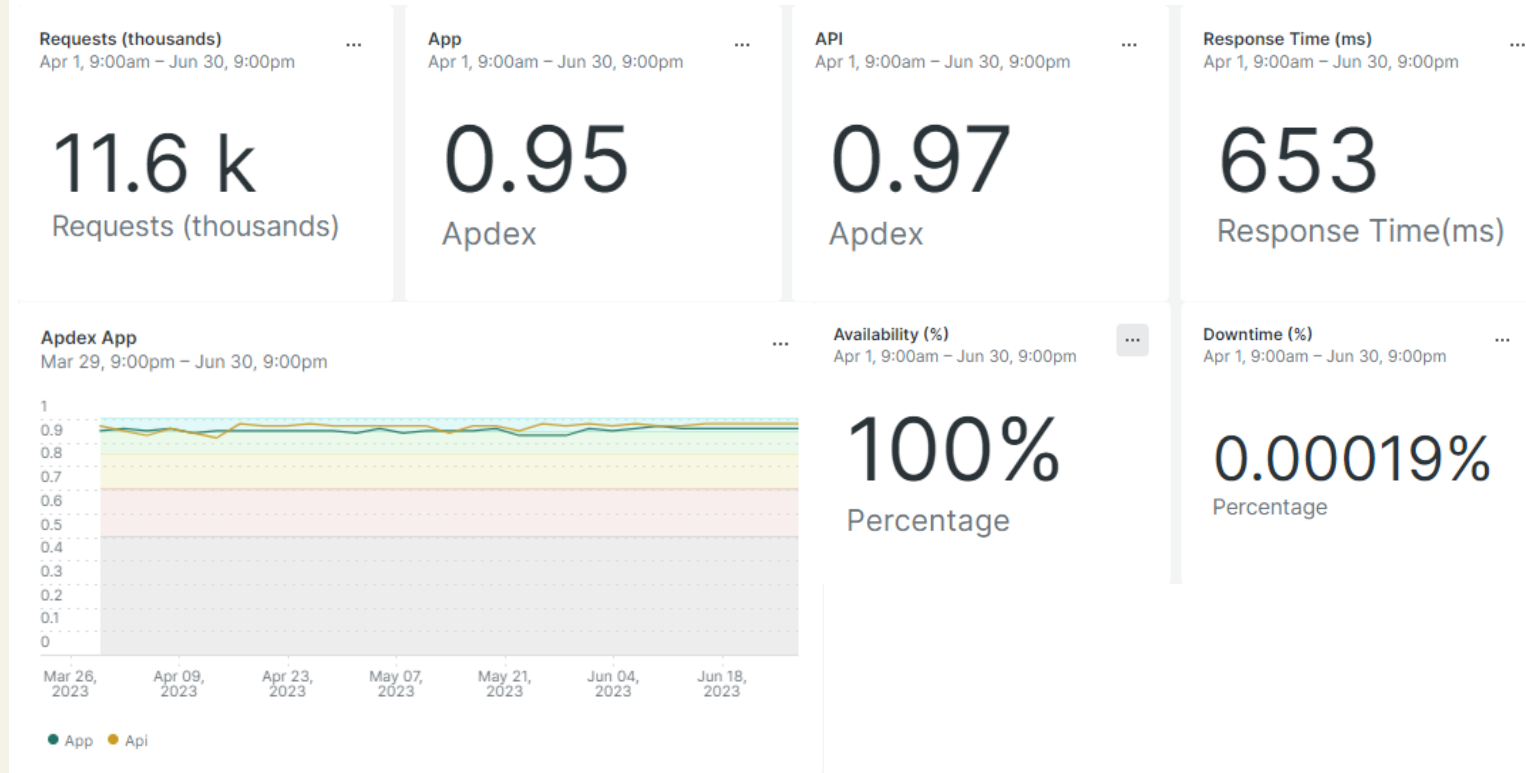 Requests (thousands)
...
Apr 1, 9:00am – Jun 30, 9:00pm
11.6 k
Requests (thousands)
App
...
Apr 1, 9:00am – Jun 30, 9:00pm
0.95
Apdex
API
...
Apr 1, 9:00am – Jun 30, 9:00pm
0.97
Apdex
Response Time (ms)
...
Apr 1, 9:00am – Jun 30, 9:00pm
653
Response Time(ms)
Apdex App
...
Mar 29, 9:00pm – Jun 30, 9:00pm
1
0.9
0.8
0.7
0.6
0.5
0.4
0.3
0.2
0.1
0
Mar 26,
2023
Apr 09,
2023
Apr 23,
2023
May 07,
2023
May 21,
2023
Jun 04,
2023
Jun 18,
2023
App
Api
Availability (%)
...
Apr 1, 9:00am – Jun 30, 9:00pm
100%
Percentage
Downtime (%)
...
Apr 1, 9:00am – Jun 30, 9:00pm
0.00019%
Percentage